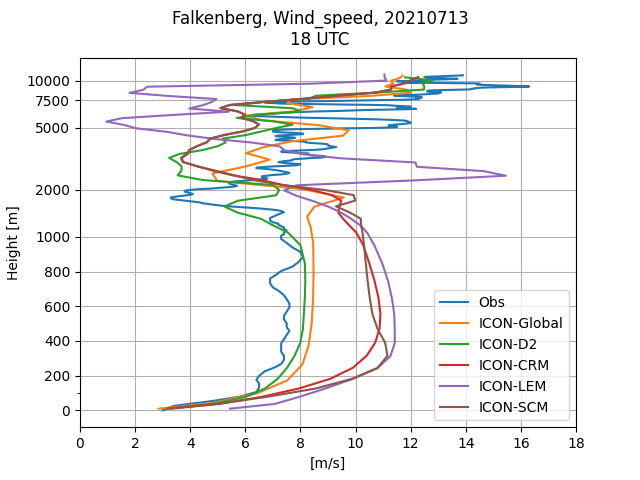 Falkenberg, Wind_speed, 20210713
18 UTC
Height [m]
10000
7500
5000
2000
1000
800
600
400
200
0
0 2 4 6 8 10 12 14 16 18
[m/s]
Obs
ICON-Global
ICON-D2
ICON-CRM
ICON-LEM
ICON-SCM